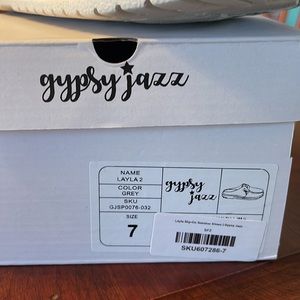 gypsy jazz
NAME
LAYLA 2
COLOR
GREY
SKU
GJSP0076-032
SIZE
7
gypsy
jazz
SKU607286-7